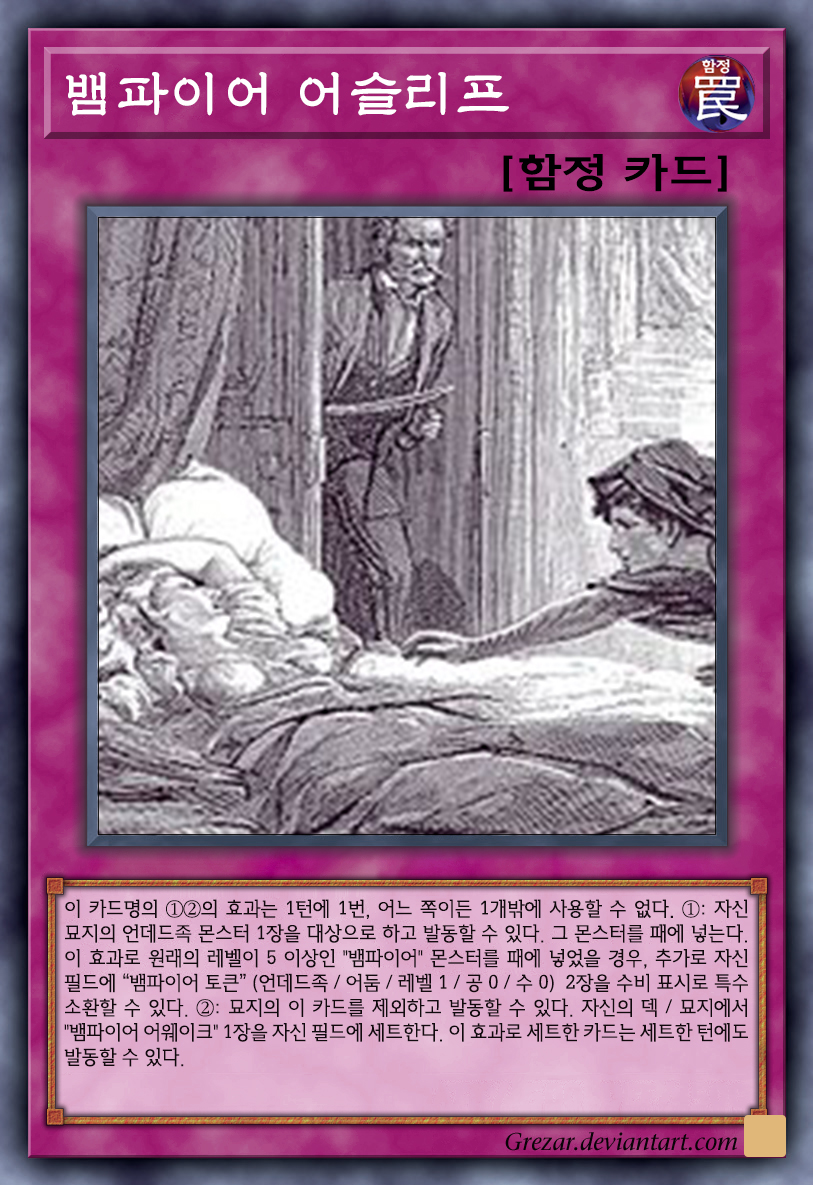 뱀파이어 어슬리프
함정
罠
[함정 카드]
이 카드명의 ①②의 효과는 1턴에 1번, 어느 쪽이든 1개밖에 사용할 수 없다. ①: 자신
묘지의 언데드족 몬스터 1장을 대상으로 하고 발동할 수 있다. 그 몬스터를 패에 넣는다.
이 효과로 원래의 레벨이 5 이상인 "뱀파이어" 몬스터를 패에 넣었을 경우, 추가로 자신
필드에 “뱀파이어 토큰” (언데드족 / 어둠 / 레벨 1 / 공 0 / 수 0) 2장을 수비 표시로 특수
소환할 수 있다. ②: 묘지의 이 카드를 제외하고 발동할 수 있다. 자신의 덱 / 묘지에서
"뱀파이어 어웨이크" 1장을 자신 필드에 세트한다. 이 효과로 세트한 카드는 세트한 턴에도
발동할 수 있다.
Grezar.deviantart.com